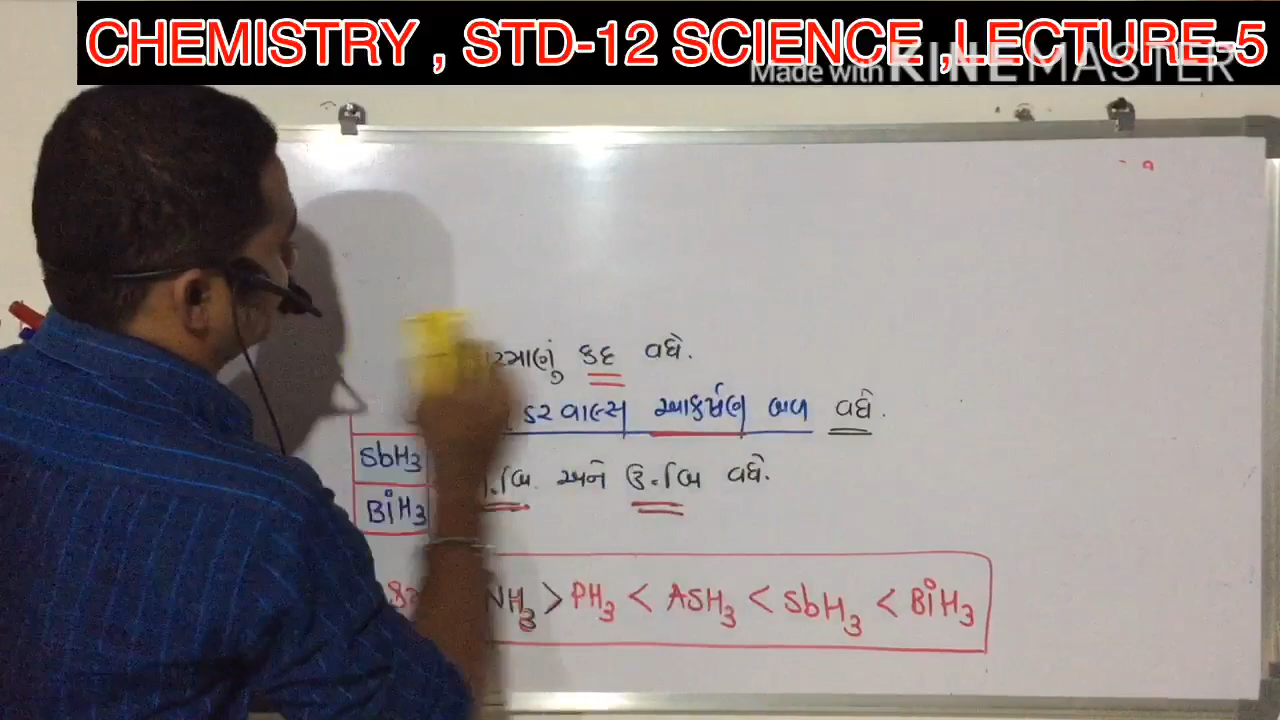 CHEMISTRY , STD-12 SCIENCE ,LECTURE-5
Made with KINEMASTER
કદ વધે.
ડરવાલ્સ આકર્ષણ બળ વધે.
SbH3
.બિ. અને ઉ.બિ વધે.
BiH3
NH3 > PH3 < ASH3 < SbH3 < BiH3